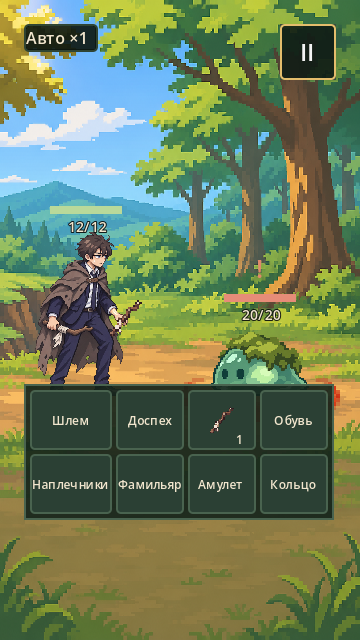 Авто ×1
12/12
20/20
Шлем
Доспех
1
Обувь
Наплечники
Фамильяр
Амулет
Кольцо